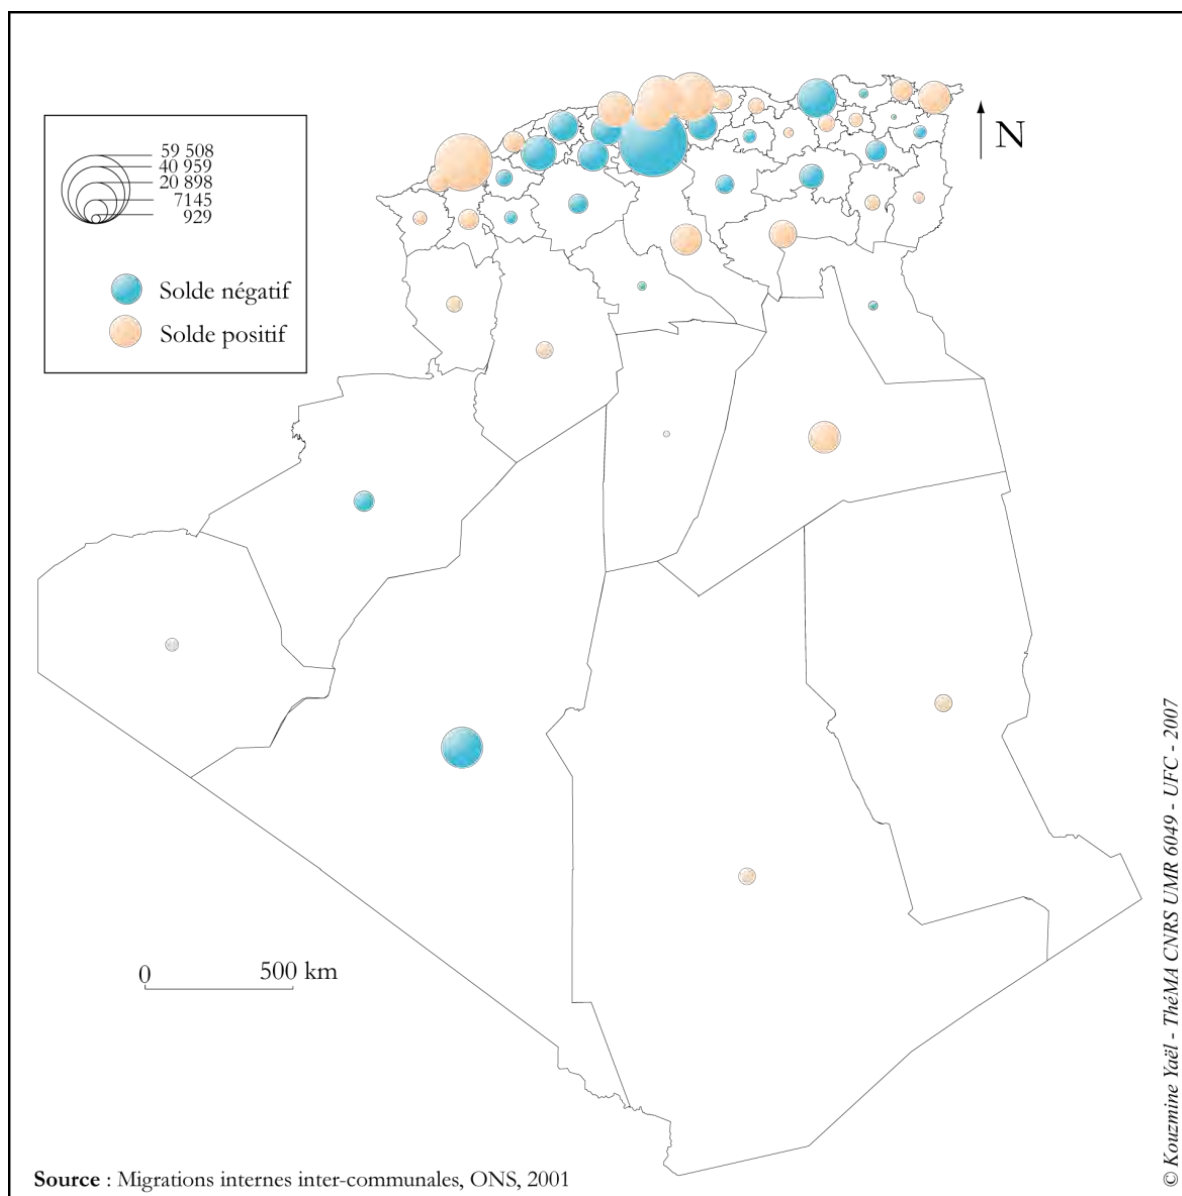 N
59 508
40 959
20 898
7145
929
Solde négatif
Solde positif
0 500 km
Source : Migrations internes inter-communales, ONS, 2001
© Kouzmine Yaël - ThéMA CNRS UMR 6049 - UFC - 2007